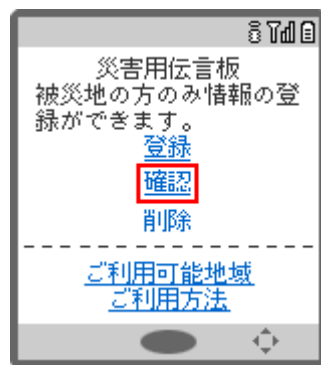 災害用伝言板
被災地の方のみ情報の登
録ができます。
登録
確認
削除
ご利用可能地域
ご利用方法